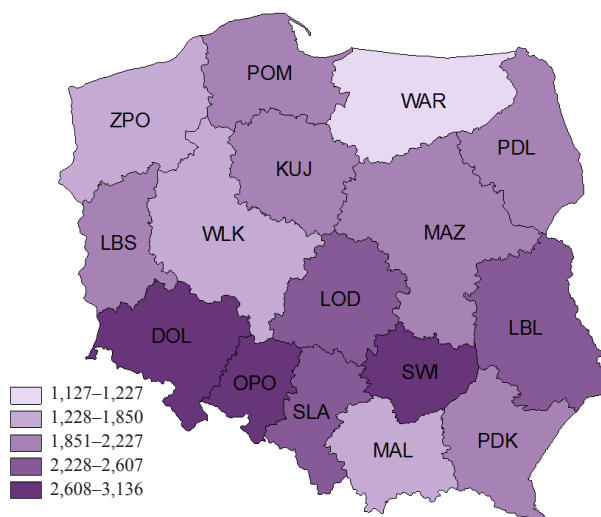 POM
WAR
ZPO
PDL
KUJ
WLK
MAZ
LBS
LOD
LBL
DOL
SWI
OPO
SLA
PDK
MAL
1,127–1,227
1,228–1,850
1,851–2,227
2,228–2,607
2,608–3,136